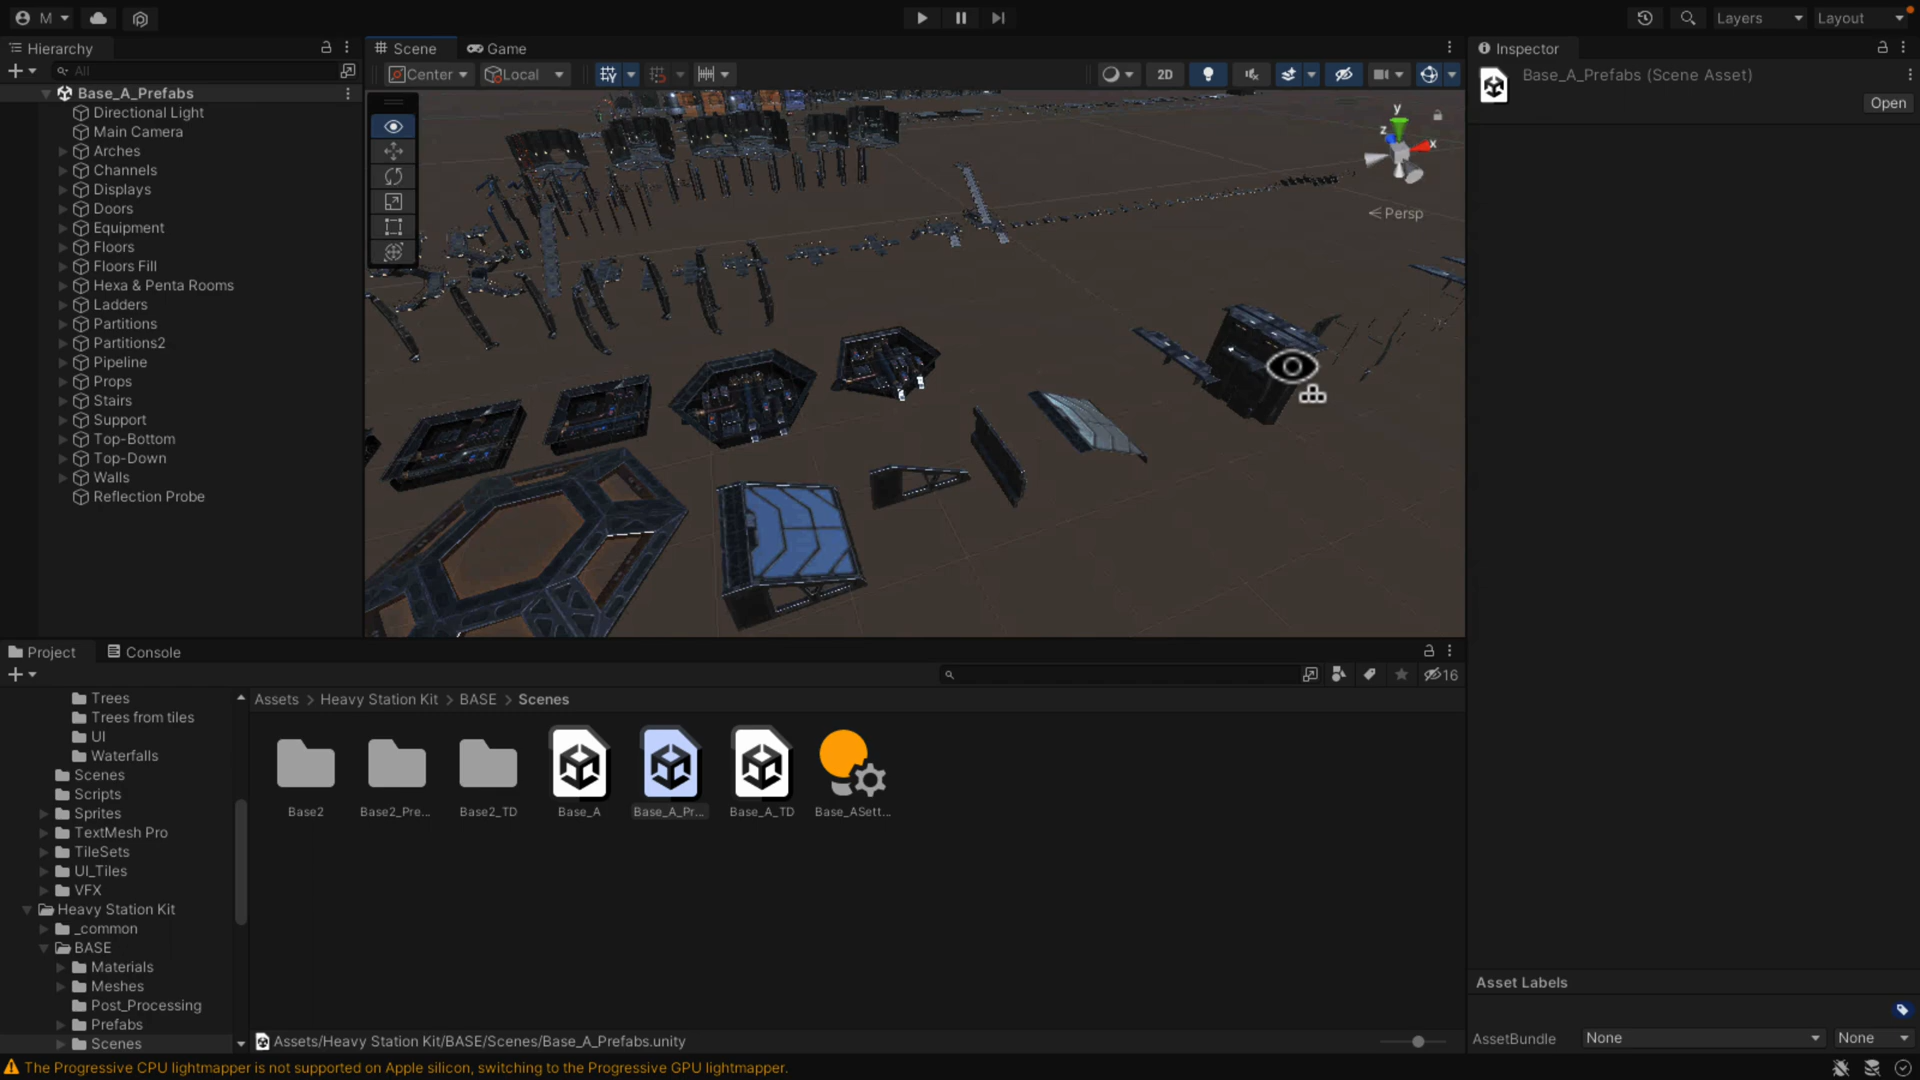 M
Layers
Layout
Hierarchy
Scene
Game
Inspector
All
Center
Local
2D
Base_A_Prefabs (Scene Asset)
Open
Base_A_Prefabs
Directional Light
Main Camera
Arches
Channels
Displays
Doors
Equipment
Floors
Floors Fill
Hexa & Penta Rooms
Ladders
Partitions
Partitions2
Pipeline
Props
Stairs
Support
Top-Bottom
Top-Down
Walls
Reflection Probe
y
z
x
Persp
Project
Console
16
Trees
Trees from tiles
UI
Waterfalls
Scenes
Scripts
Sprites
TextMesh Pro
TileSets
UI_Tiles
VFX
Heavy Station Kit
_common
BASE
Materials
Meshes
Post_Processing
Prefabs
Scenes
Assets > Heavy Station Kit > BASE > Scenes
Base2
Base2_Pre...
Base2_TD
Base_A
Base_A_Pr...
Base_A_TD
Base_ASett...
Assets/Heavy Station Kit/BASE/Scenes/Base_A_Prefabs.unity
Asset Labels
AssetBundle
None
None
The Progressive CPU lightmapper is not supported on Apple silicon, switching to the Progressive GPU lightmapper.